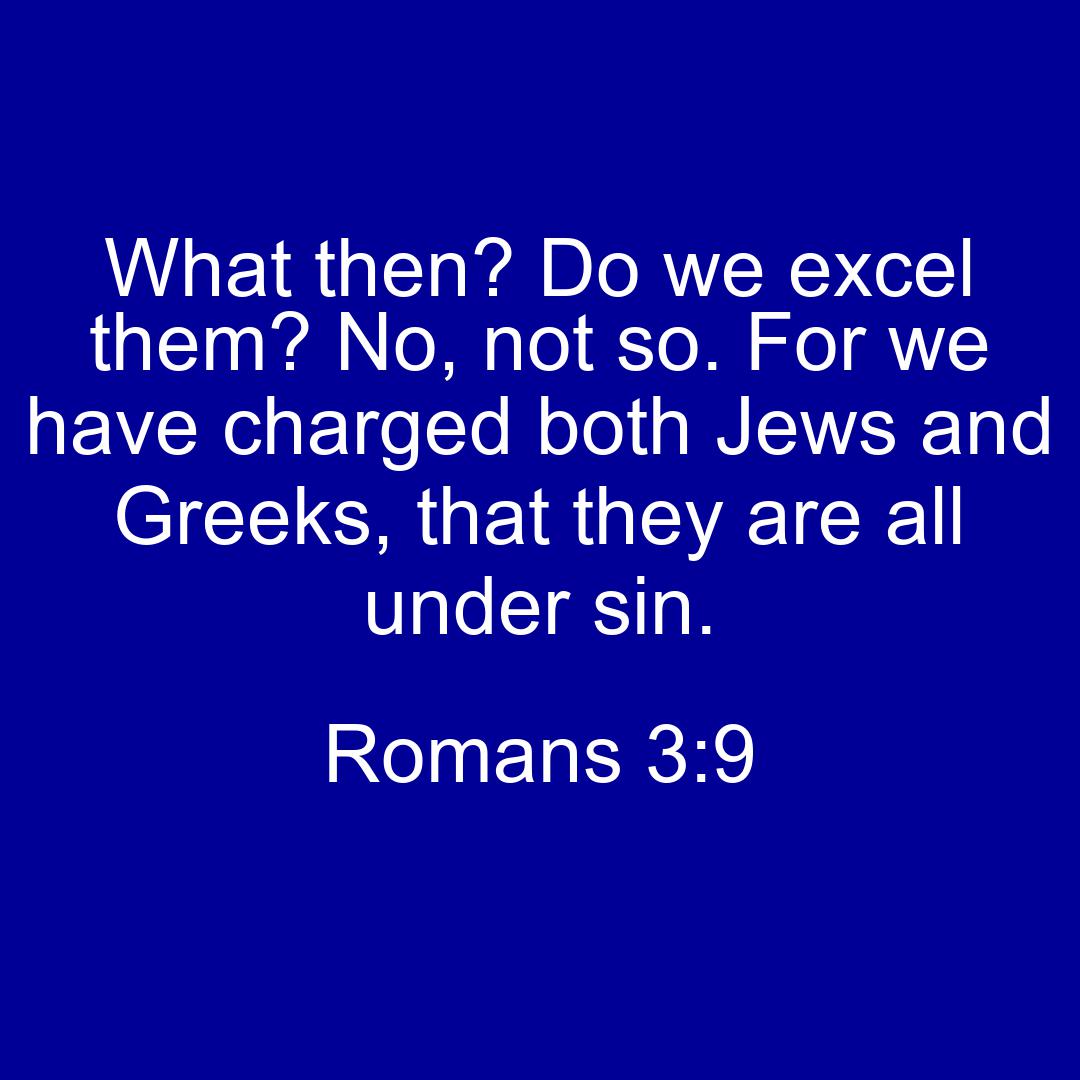 What then? Do we excel
them? No, not so. For we
have charged both Jews and
Greeks, that they are all
under sin.
Romans 3:9